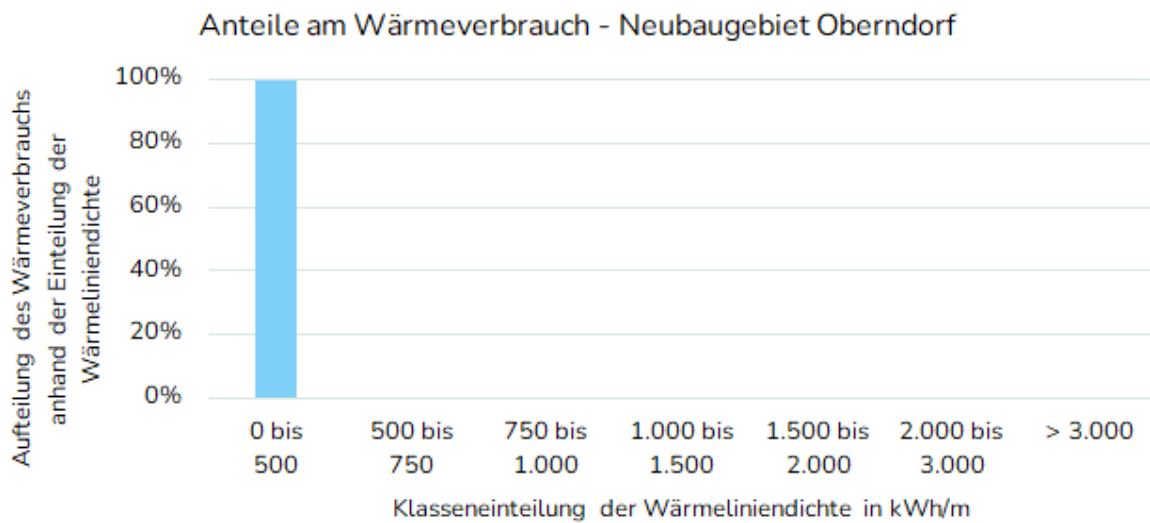 Anteile am Wärmeverbrauch - Neubaugebiet Oberndorf
Aufteilung des Wärmeverbrauchs
anhand der Einteilung der
Wärmeliniendichte
100%
80%
60%
40%
20%
0%
0 bis 500 bis 750 bis 1.000 bis 1.500 bis 2.000 bis > 3.000
500 750 1.000 1.500 2.000 3.000
Klasseneinteilung der Wärmeliniendichte in kWh/m